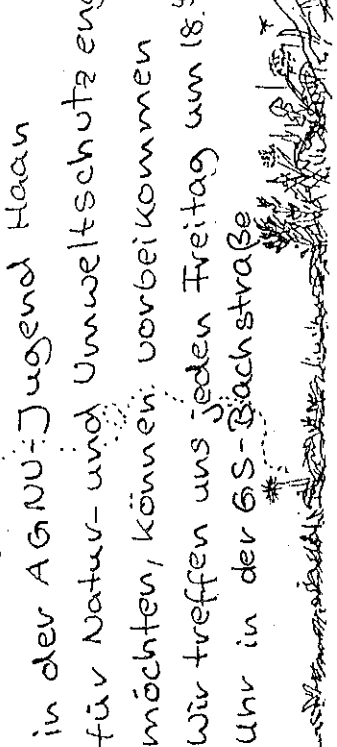 in der AGNU-Jugend Haan
für Natur- und Umweltschutz
möchten, können vorbeikommen
Wir treffen uns jeden Freitag um 18.
Uhr in der GS-Bachstraße